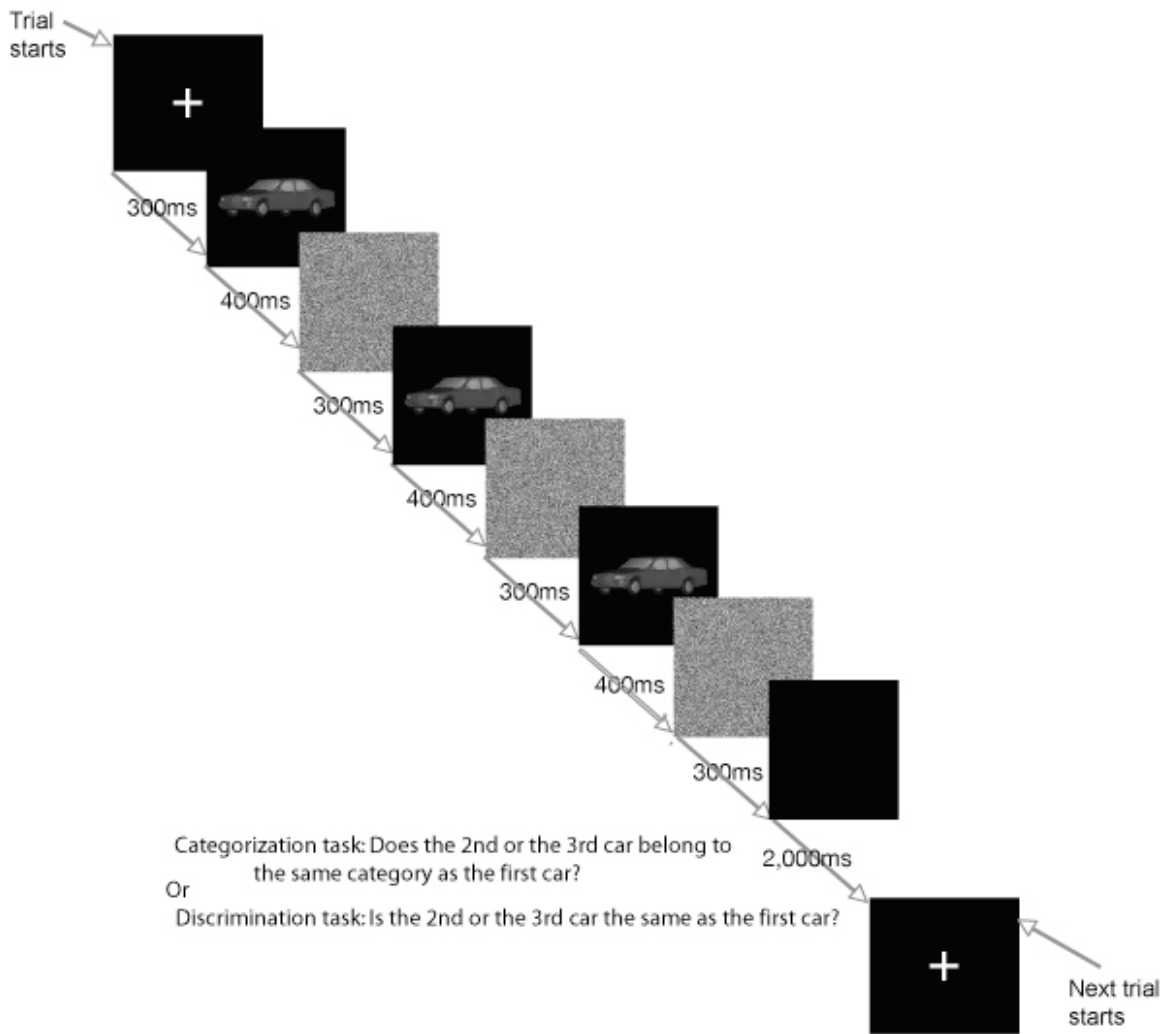 Trial
starts
300ms
400ms
300ms
400ms
300ms
400ms
300ms
2,000ms
Categorization task: Does the 2nd or the 3rd car belong to
the same category as the first car?
Or
Discrimination task: Is the 2nd or the 3rd car the same as the first car?
Next trial
starts